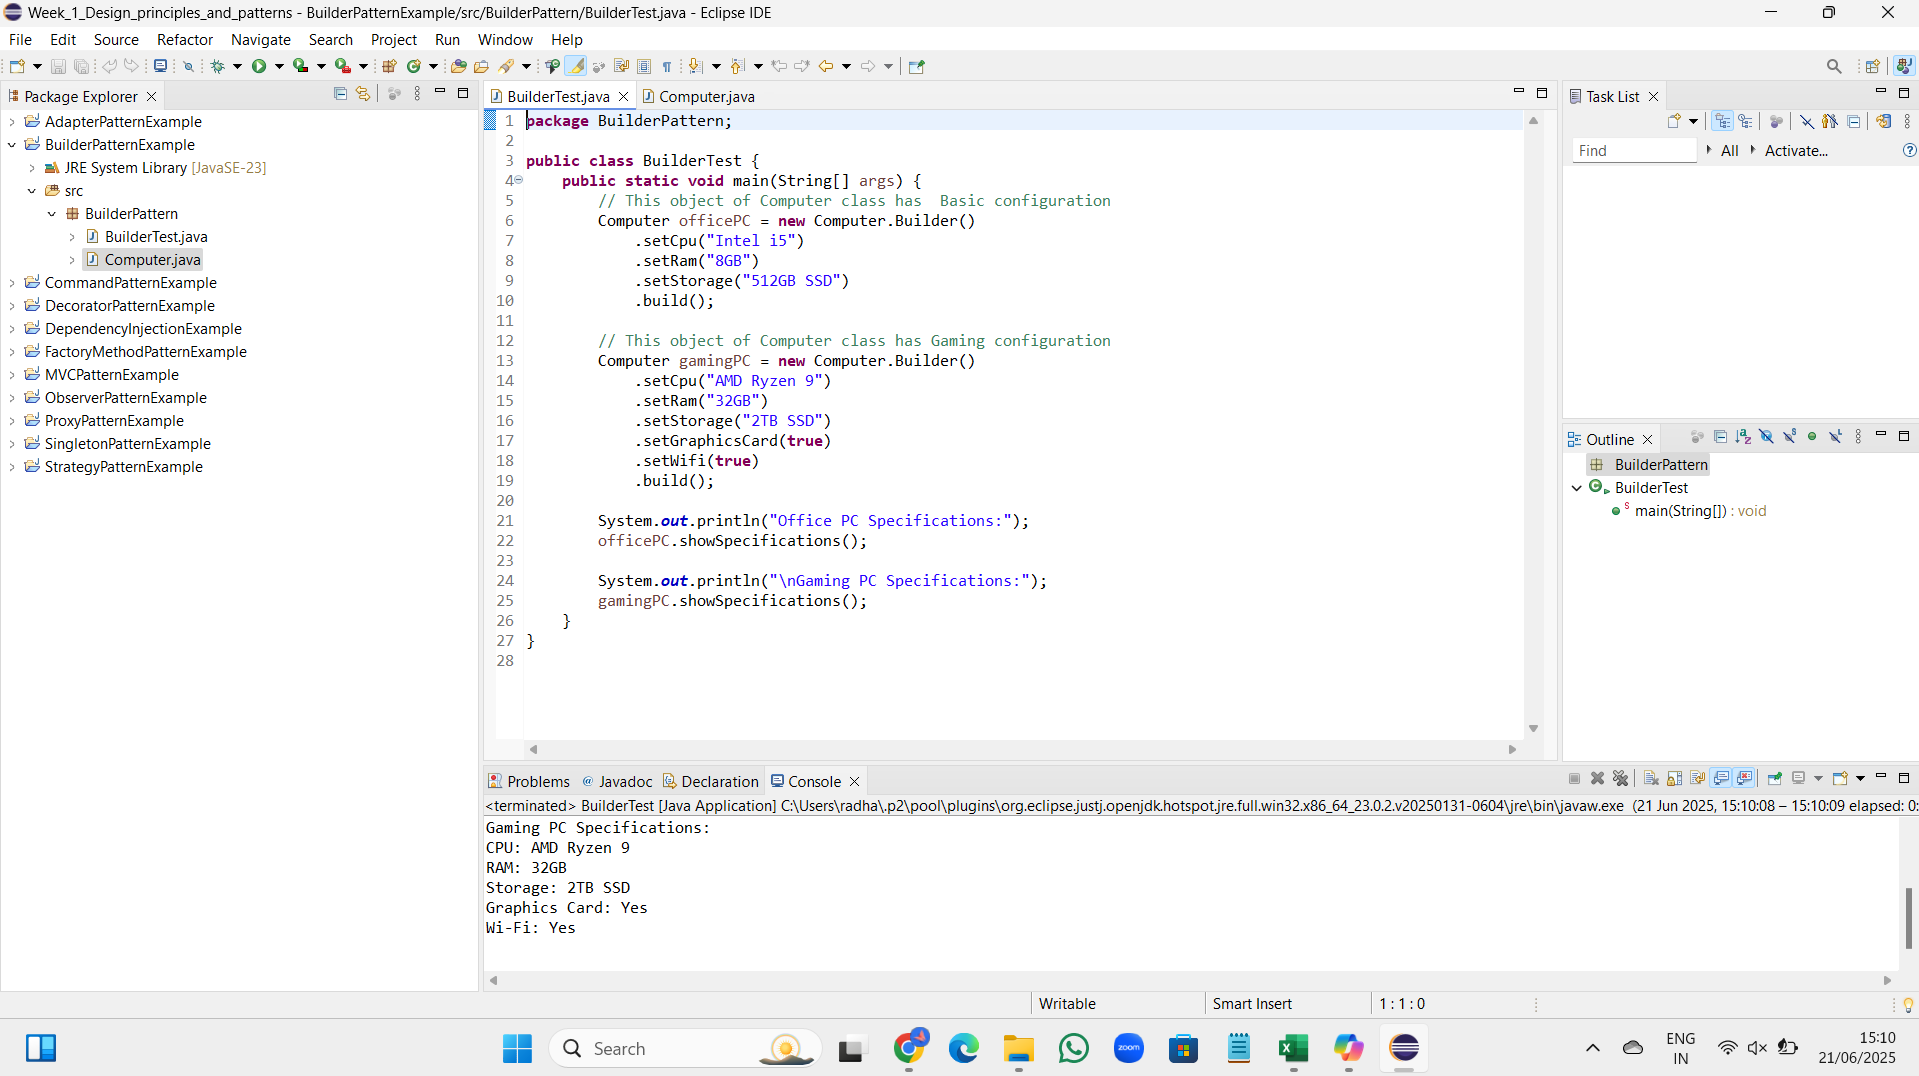 Week_1_Design_principles_and_patterns - BuilderPatternExample/src/BuilderPattern/BuilderTest.java - Eclipse IDE
File Edit Source Refactor Navigate Search Project Run Window Help
Package Explorer
AdapterPatternExample
BuilderPatternExample
JRE System Library [JavaSE-23]
src
BuilderPattern
BuilderTest.java
Computer.java
CommandPatternExample
DecoratorPatternExample
DependencyInjectionExample
FactoryMethodPatternExample
MVCPatternExample
ObserverPatternExample
ProxyPatternExample
SingletonPatternExample
StrategyPatternExample
BuilderTest.java Computer.java
1 package BuilderPattern;
2
3 public class BuilderTest {
4 public static void main(String[] args) {
5 // This object of Computer class has  Basic configuration
6 Computer officePC = new Computer.Builder()
7 .setCpu("Intel i5")
8 .setRam("8GB")
9 .setStorage("512GB SSD")
10 .build();
11
12 // This object of Computer class has Gaming configuration
13 Computer gamingPC = new Computer.Builder()
14 .setCpu("AMD Ryzen 9")
15 .setRam("32GB")
16 .setStorage("2TB SSD")
17 .setGraphicsCard(true)
18 .setWifi(true)
19 .build();
20
21 System.out.println("Office PC Specifications:");
22 officePC.showSpecifications();
23
24 System.out.println("\nGaming PC Specifications:");
25 gamingPC.showSpecifications();
26 }
27 }
28
Task List
Find All Activate...
Outline
BuilderPattern
BuilderTest
main(String[]) : void
Problems Javadoc Declaration Console
<terminated> BuilderTest [Java Application] C:\Users\radha\.p2\pool\plugins\org.eclipse.justj.openjdk.hotspot.jre.full.win32.x86_64_23.0.2.v20250131-0604\jre\bin\javaw.exe (21 Jun 2025, 15:10:08 – 15:10:09 elapsed: 0:
Gaming PC Specifications:
CPU: AMD Ryzen 9
RAM: 32GB
Storage: 2TB SSD
Graphics Card: Yes
Wi-Fi: Yes
Writable Smart Insert 1 : 1 : 0
Search
zoom
ENG
IN
15:10
21/06/2025